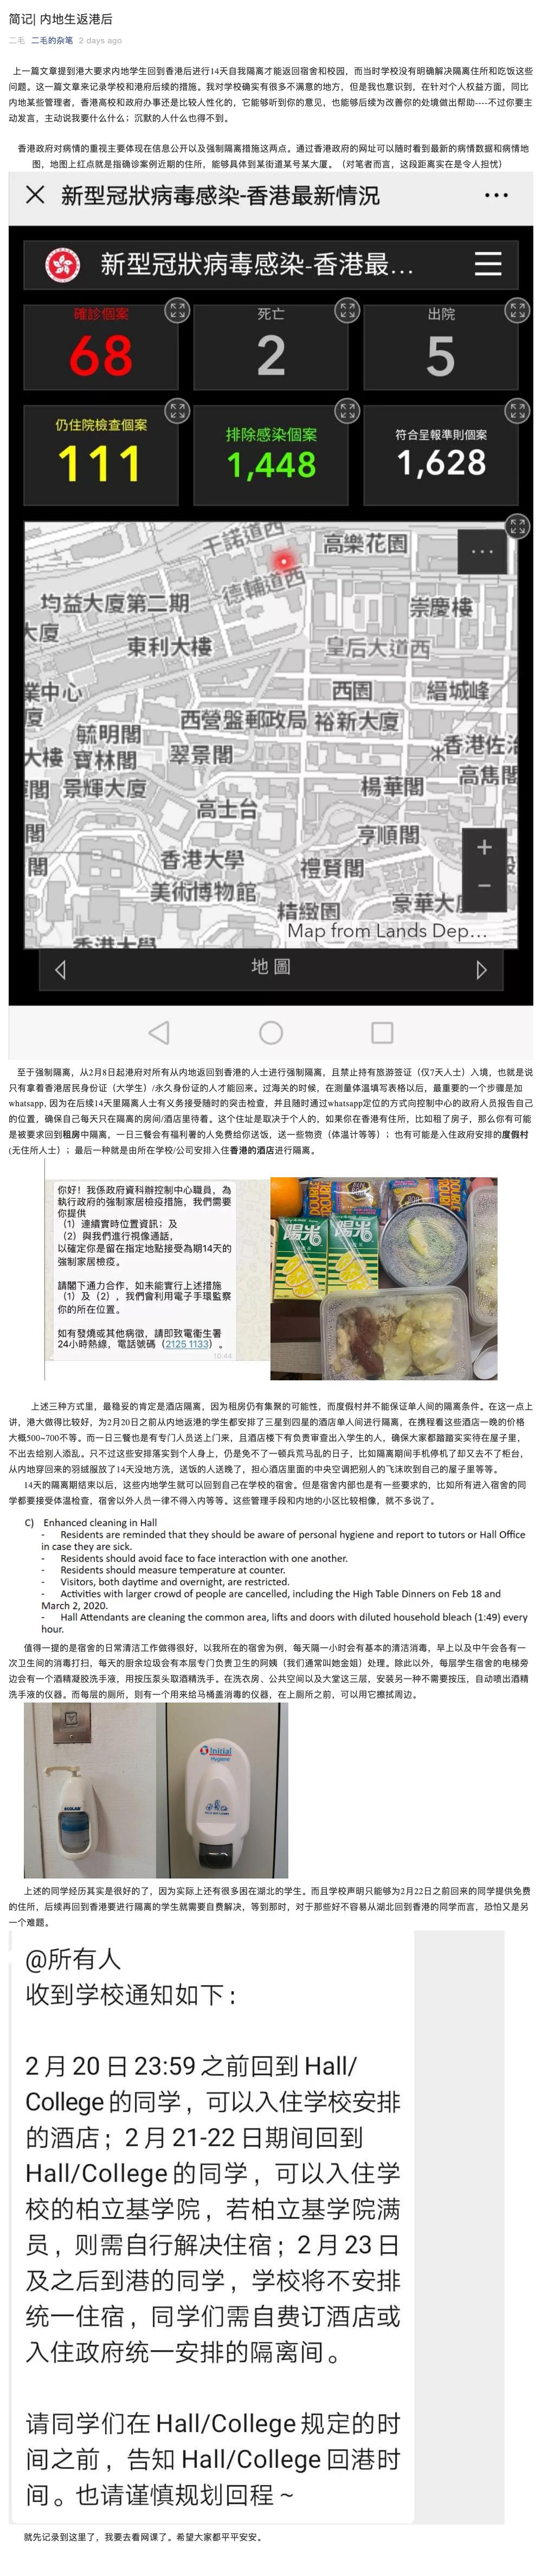 简记| 内地生返港后
二毛 二毛的杂笔 2 days ago
上一篇文章提到港大要求内地学生回到香港后进行14天自我隔离才能返回宿舍和校园，而当时学校没有明确解决隔离住所和吃饭这些
问题。这一篇文章来记录学校和港府后续的措施。我对学校确实有很多不满意的地方，但是我也意识到，在针对个人权益方面，同比
内地某些管理者，香港高校和政府办事还是比较人性化的，它能够听到你的意见，也能够后续为改善你的处境做出帮助----不过你要主
动发言，主动说我要什么什么；沉默的人什么也得不到。
香港政府对病情的重视主要体现在信息公开以及强制隔离措施这两点。通过香港政府的网址可以随时看到最新的病情数据和病情地
图，地图上红点就是指确诊案例近期的住所，能够具体到某街道某号某大厦。（对笔者而言，这段距离实在是令人担忧）
新型冠狀病毒感染-香港最新情況
新型冠狀病毒感染-香港最...
確診個案
68
死亡
2
出院
5
仍住院檢查個案
111
排除感染個案
1,448
符合呈報準則個案
1,628
干諾道西
高樂花園
德輔道西
均益大廈第二期
崇慶樓
大廈
東利大樓
皇后大道西
業中心
西園
縉城峰
厦
西營盤郵政局 裕新大廈
毓明閣
香港佐治
大樓 寶林閣
翠景閣
高雋閣
閣 景輝大廈
楊華閣
高士台
閣
亨順閣
閣
香港大學
禮賢閣
美術博物館
精緻園
豪華大廈
Map from Lands Dep...
香港大學
地圖
至于强制隔离，从2月8日起港府对所有从内地返回到香港的人士进行强制隔离，且禁止持有旅游签证（仅7天人士）入境，也就是说
只有拿着香港居民身份证（大学生）/永久身份证的人才能回来。过海关的时候，在测量体温填写表格以后，最重要的一个步骤是加
whatsapp, 因为在后续14天里隔离人士有义务接受随时的突击检查，并且随时通过whatsapp定位的方式向控制中心的政府人员报告自己
的位置，确保自己每天只在隔离的房间/酒店里待着。这个住址是取决于个人的，如果你在香港有住所，比如租了房子，那么你有可能
是被要求回到租房中隔离，一日三餐会有福利署的人免费给你送饭，送一些物资（体温计等等）；也有可能是入住政府安排的度假村
(无住所人士）；最后一种就是由所在学校/公司安排入住香港的酒店进行隔离。
你好！我係政府資科辦控制中心職員，為
執行政府的強制家居檢疫措施，我們需要
你提供
（1）連續實時位置資訊；及
（2）與我們進行視像通話，
以確定你是留在指定地點接受為期14天的
強制家居檢疫。
請閣下通力合作，如未能實行上述措施
（1）及（2），我們會利用電子手環監察
你的所在位置。
如有發燒或其他病徵，請即致電衞生署
24小時熱線，電話號碼（2125 1133）。
10:44
陽光 陽光
上述三种方式里，最稳妥的肯定是酒店隔离，因为租房仍有集聚的可能性，而度假村并不能保证单人间的隔离条件。在这一点上
讲，港大做得比较好，为2月20日之前从内地返港的学生都安排了三星到四星的酒店单人间进行隔离，在携程看这些酒店一晚的价格
大概500~700不等。而一日三餐也是有专门人员送上门来，且酒店楼下有负责审查出入学生的人，确保大家都踏踏实实待在屋子里，
不出去给别人添乱。只不过这些安排落实到个人身上，仍是免不了一顿兵荒马乱的日子，比如隔离期间手机停机了却又去不了柜台，
从内地穿回来的羽绒服放了14天没地方洗，送饭的人送晚了，担心酒店里面的中央空调把别人的飞沫吹到自己的屋子里等等。
14天的隔离期结束以后，这些内地学生就可以回到自己在学校的宿舍。但是宿舍内部也是有一些要求的，比如所有进入宿舍的同
学都要接受体温检查，宿舍以外人员一律不得入内等等。这些管理手段和内地的小区比较相像，就不多说了。
C) Enhanced cleaning in Hall
- Residents are reminded that they should be aware of personal hygiene and report to tutors or Hall Office
in case they are sick.
- Residents should avoid face to face interaction with one another.
- Residents should measure temperature at counter.
- Visitors, both daytime and overnight, are restricted.
- Activities with larger crowd of people are cancelled, including the High Table Dinners on Feb 18 and
March 2, 2020.
- Hall Attendants are cleaning the common area, lifts and doors with diluted household bleach (1:49) every
hour.
值得一提的是宿舍的日常清洁工作做得很好，以我所在的宿舍为例，每天隔一小时会有基本的清洁消毒，早上以及中午会各有一
次卫生间的消毒打扫，每天的厨余垃圾会有本层专门负责卫生的阿姨（我们通常叫她金姐）处理。除此以外，每层学生宿舍的电梯旁
边会有一个酒精凝胶洗手液，用按压泵头取酒精洗手。在洗衣房、公共空间以及大堂这三层，安装另一种不需要按压，自动喷出酒精
洗手液的仪器。而每层的厕所，则有一个用来给马桶盖消毒的仪器，在上厕所之前，可以用它擦拭周边。
ECOLAB
initial
Hygiene
上述的同学经历其实是很好的了，因为实际上还有很多困在湖北的学生。而且学校声明只能够为2月22日之前回来的同学提供免费
的住所，后续再回到香港要进行隔离的学生就需要自费解决，等到那时，对于那些好不容易从湖北回到香港的同学而言，恐怕又是另
一个难题。
@所有人
收到学校通知如下：
2月20日23:59之前回到Hall/
College的同学，可以入住学校安排
的酒店；2月21-22日期间回到
Hall/College的同学，可以入住学
校的柏立基学院，若柏立基学院满
员，则需自行解决住宿；2月23日
及之后到港的同学，学校将不安排
统一住宿，同学们需自费订酒店或
入住政府统一安排的隔离间。
请同学们在Hall/College规定的时
间之前，告知Hall/College回港时
间。也请谨慎规划回程~
就先记录到这里了，我要去看网课了。希望大家都平平安安。